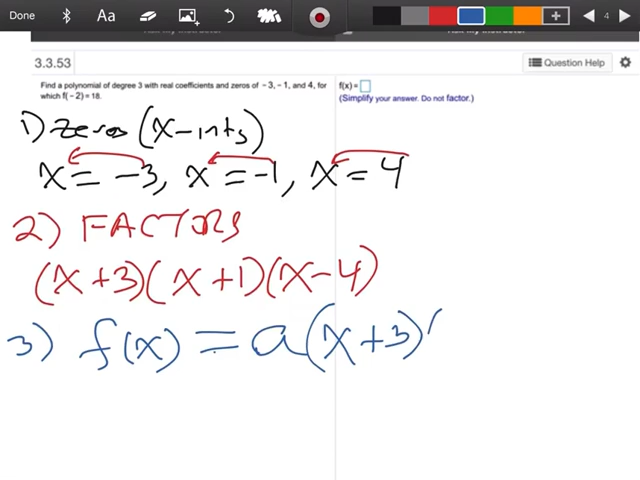 Done Aa 4
3.3.53
Question Help
Find a polynomial of degree 3 with real coefficients and zeros of −3, −1, and 4, for
which f(−2) = 18.
f(x) =
(Simplify your answer. Do not factor.)
1) zeros (x-ints)
x = −3, x = −1, x = 4
2) FACTORS
(x+3)(x+1)(x−4)
3) f(x) = a(x+3)(